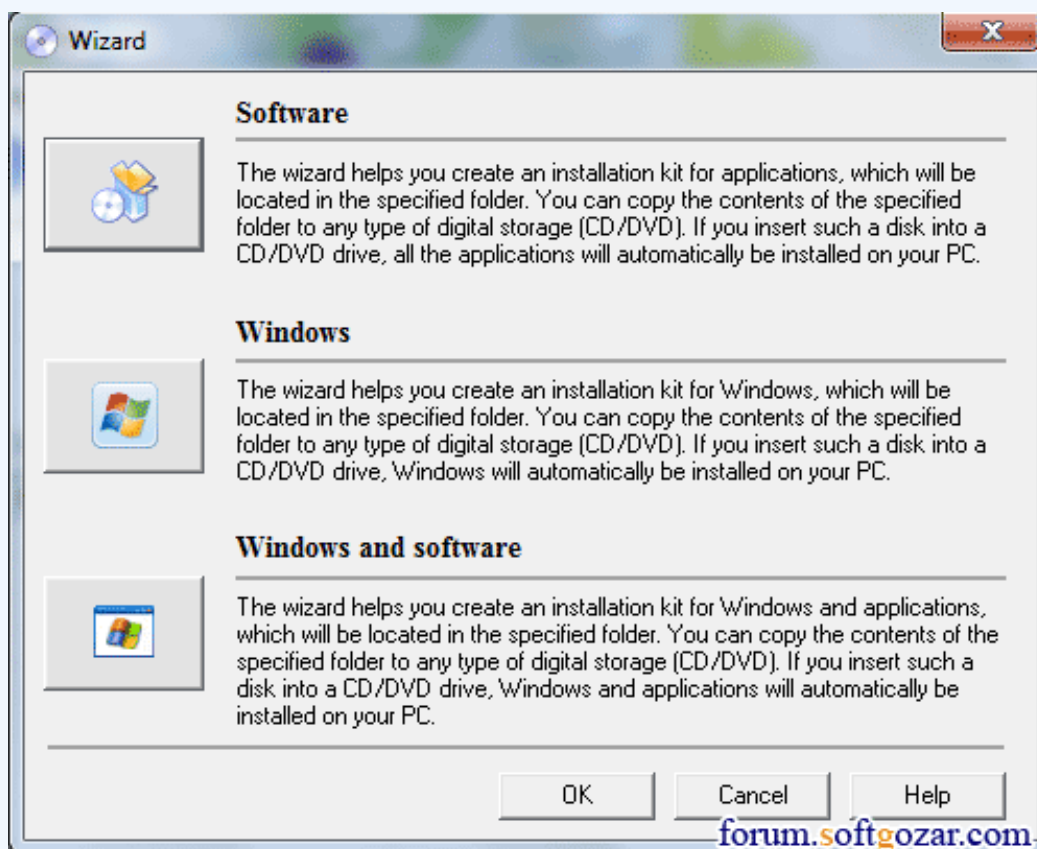 Wizard
Software
The wizard helps you create an installation kit for applications, which will be
located in the specified folder. You can copy the contents of the specified
folder to any type of digital storage (CD/DVD). If you insert such a disk into a
CD/DVD drive, all the applications will automatically be installed on your PC.
Windows
The wizard helps you create an installation kit for Windows, which will be
located in the specified folder. You can copy the contents of the specified
folder to any type of digital storage (CD/DVD). If you insert such a disk into a
CD/DVD drive, Windows will automatically be installed on your PC.
Windows and software
The wizard helps you create an installation kit for Windows and applications,
which will be located in the specified folder. You can copy the contents of the
specified folder to any type of digital storage (CD/DVD). If you insert such a
disk into a CD/DVD drive, Windows and applications will automatically be
installed on your PC.
OK Cancel Help
forum.softgozar.com